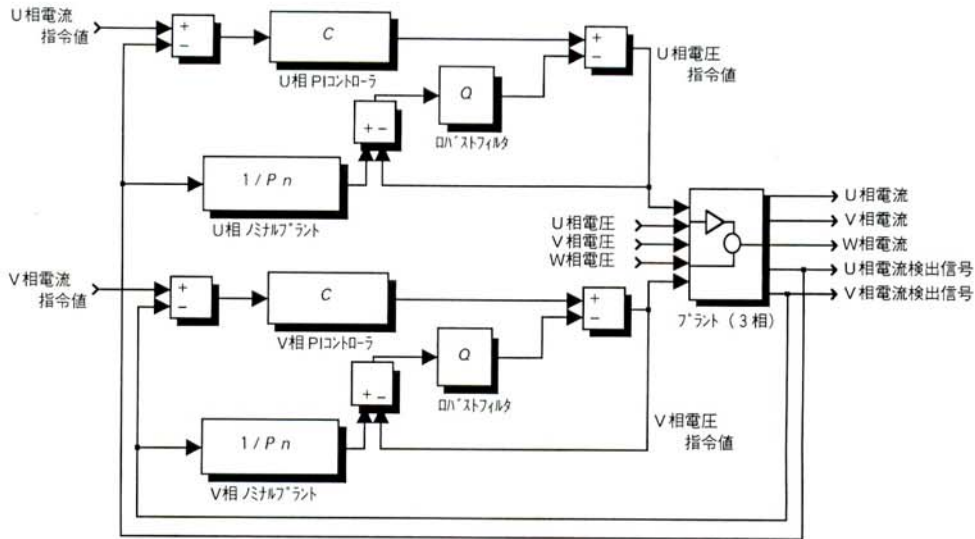 U相電流
指令値
+
−
C
U相PIコントローラ
+
−
U相電圧
指令値
Q
ロバストフィルタ
+−
1/Pn
U相ノミナルプラント
U相電圧
V相電圧
W相電圧
U相電流
V相電流
W相電流
U相電流検出信号
V相電流検出信号
プラント(3相)
V相電流
指令値
+
−
C
V相PIコントローラ
+
−
Q
ロバストフィルタ
+−
V相電圧
指令値
1/Pn
V相ノミナルプラント